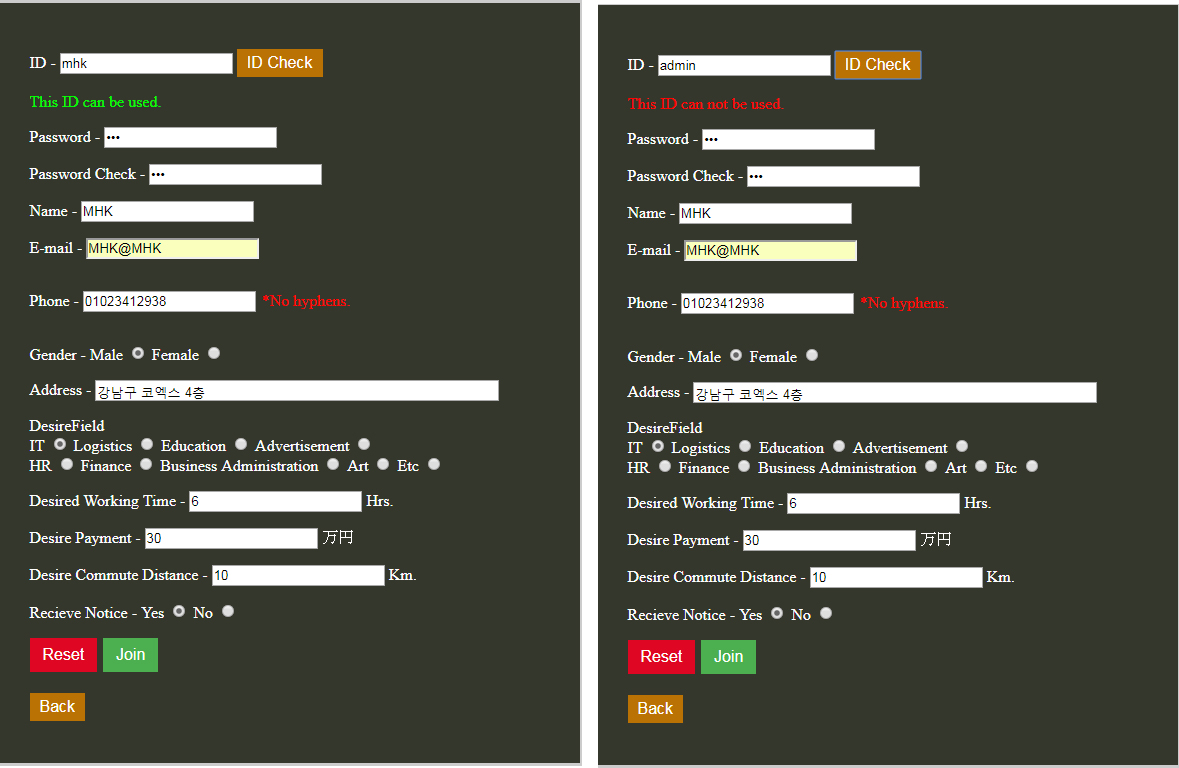 ID - mhk ID Check
This ID can be used.
Password - •••
Password Check - •••
Name - MHK
E-mail - MHK@MHK
Phone - 01023412938 *No hyphens.
Gender - Male Female
Address - 강남구 코엑스 4층
DesireField
IT Logistics Education Advertisement
HR Finance Business Administration Art Etc
Desired Working Time - 6 Hrs.
Desire Payment - 30 万円
Desire Commute Distance - 10 Km.
Recieve Notice - Yes No
Reset Join
Back
ID - admin ID Check
This ID can not be used.
Password - •••
Password Check - •••
Name - MHK
E-mail - MHK@MHK
Phone - 01023412938 *No hyphens.
Gender - Male Female
Address - 강남구 코엑스 4층
DesireField
IT Logistics Education Advertisement
HR Finance Business Administration Art Etc
Desired Working Time - 6 Hrs.
Desire Payment - 30 万円
Desire Commute Distance - 10 Km.
Recieve Notice - Yes No
Reset Join
Back